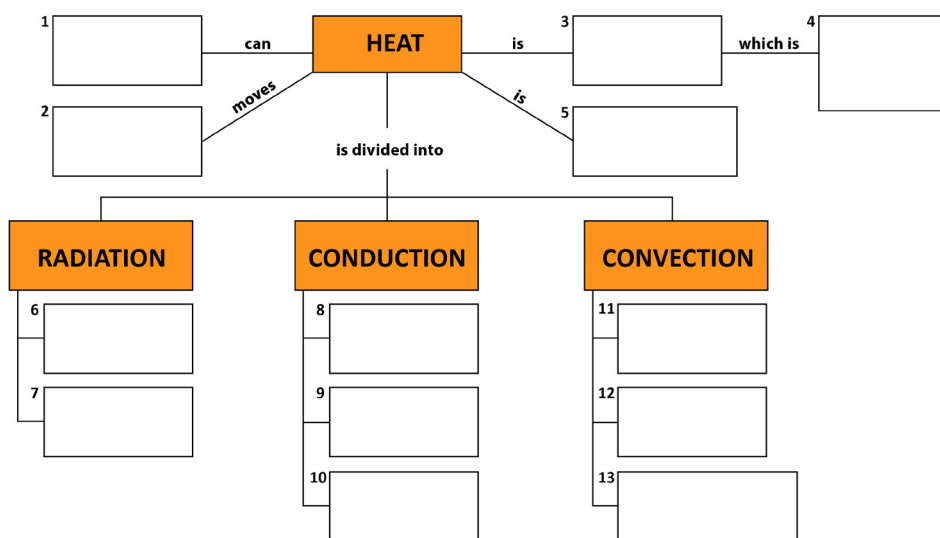 1 can HEAT is 3 which is 4
2 moves is 5
is divided into
RADIATION CONDUCTION CONVECTION
6 8 11
7 9 12
10 13